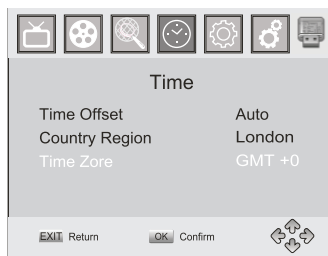 Time
Time Offset Auto
Country Region London
Time Zore GMT +0
EXIT Return OK Confirm